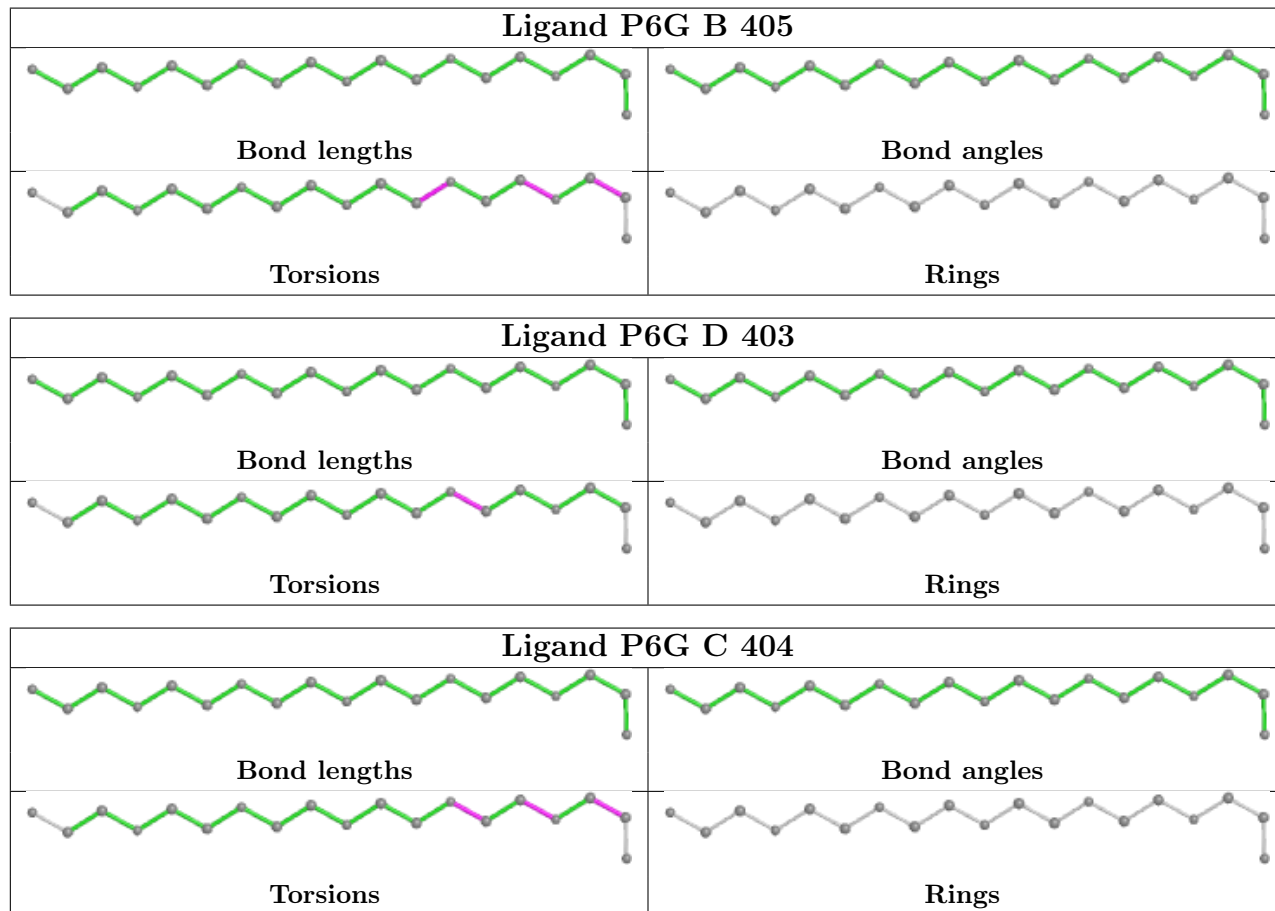 Ligand P6G B 405
Bond lengths
Bond angles
Torsions
Rings
Ligand P6G D 403
Bond lengths
Bond angles
Torsions
Rings
Ligand P6G C 404
Bond lengths
Bond angles
Torsions
Rings